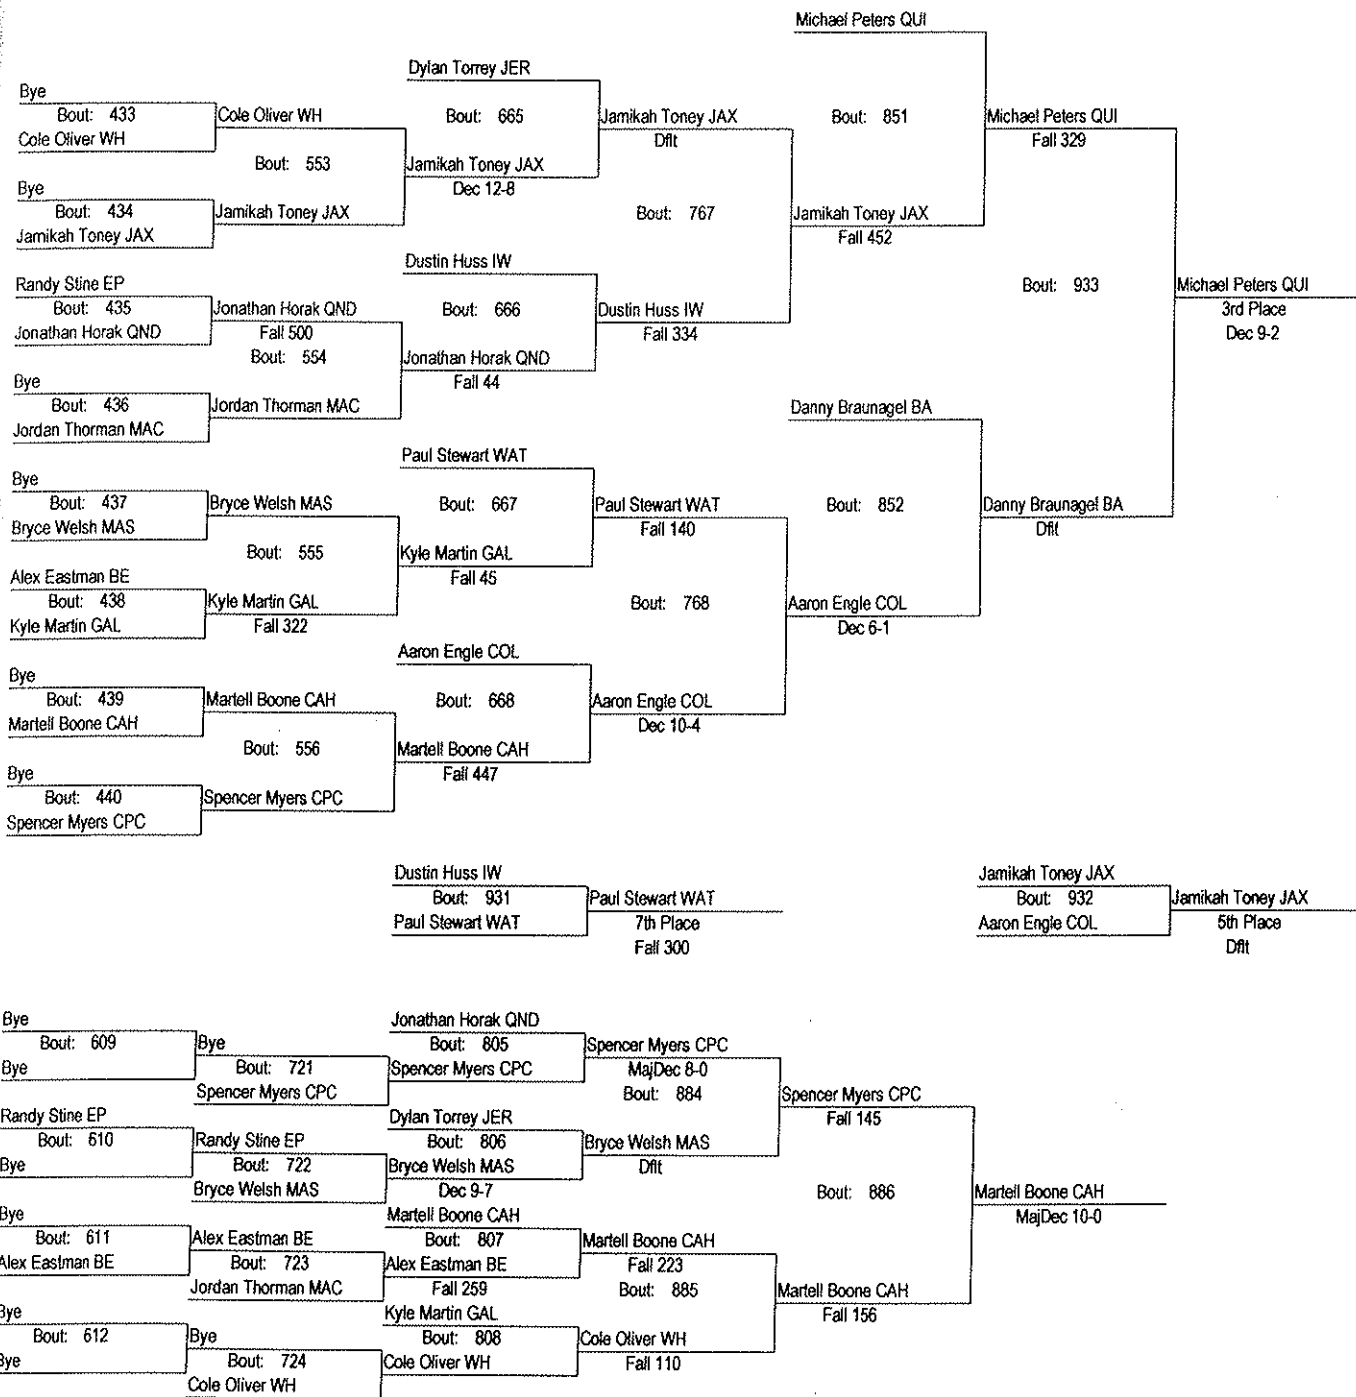 Michael Peters QUI
Dylan Torrey JER
Bye
Bout: 433
Cole Oliver WH
Bout: 665
Jamikah Toney JAX
Bout: 851
Michael Peters QUI
Cole Oliver WH
Dflt
Fall 329
Bout: 553
Jamikah Toney JAX
Bye
Dec 12-8
Bout: 434
Jamikah Toney JAX
Bout: 767
Jamikah Toney JAX
Jamikah Toney JAX
Fall 452
Dustin Huss IW
Randy Stine EP
Bout: 933
Michael Peters QUI
Bout: 435
Jonathan Horak QND
Bout: 666
Dustin Huss IW
3rd Place
Jonathan Horak QND
Fall 500
Fall 334
Dec 9-2
Bout: 554
Jonathan Horak QND
Bye
Fall 44
Bout: 436
Jordan Thorman MAC
Danny Braunagel BA
Jordan Thorman MAC
Paul Stewart WAT
Bye
Bout: 437
Bryce Welsh MAS
Bout: 667
Paul Stewart WAT
Bout: 852
Danny Braunagel BA
Bryce Welsh MAS
Fall 140
Dflt
Bout: 555
Kyle Martin GAL
Alex Eastman BE
Fall 45
Bout: 438
Kyle Martin GAL
Bout: 768
Aaron Engle COL
Kyle Martin GAL
Fall 322
Dec 6-1
Aaron Engle COL
Bye
Bout: 439
Martell Boone CAH
Bout: 668
Aaron Engle COL
Martell Boone CAH
Dec 10-4
Bout: 556
Martell Boone CAH
Bye
Fall 447
Bout: 440
Spencer Myers CPC
Spencer Myers CPC
Dustin Huss IW
Bout: 931
Paul Stewart WAT
Paul Stewart WAT
7th Place
Fall 300
Jamikah Toney JAX
Bout: 932
Jamikah Toney JAX
Aaron Engle COL
5th Place
Dflt
Bye
Jonathan Horak QND
Bout: 609
Bye
Bout: 805
Spencer Myers CPC
Bye
Bout: 721
Spencer Myers CPC
MajDec 8-0
Spencer Myers CPC
Bout: 884
Spencer Myers CPC
Randy Stine EP
Dylan Torrey JER
Fall 145
Bout: 610
Randy Stine EP
Bout: 806
Bryce Welsh MAS
Bye
Bout: 722
Bryce Welsh MAS
Dflt
Bryce Welsh MAS
Dec 9-7
Bout: 886
Martell Boone CAH
Bye
Martell Boone CAH
MajDec 10-0
Bout: 611
Alex Eastman BE
Bout: 807
Martell Boone CAH
Alex Eastman BE
Bout: 723
Alex Eastman BE
Fall 223
Jordan Thorman MAC
Fall 259
Bout: 885
Martell Boone CAH
Bye
Kyle Martin GAL
Fall 156
Bout: 612
Bye
Bout: 808
Cole Oliver WH
Bye
Bout: 724
Cole Oliver WH
Fall 110
Cole Oliver WH